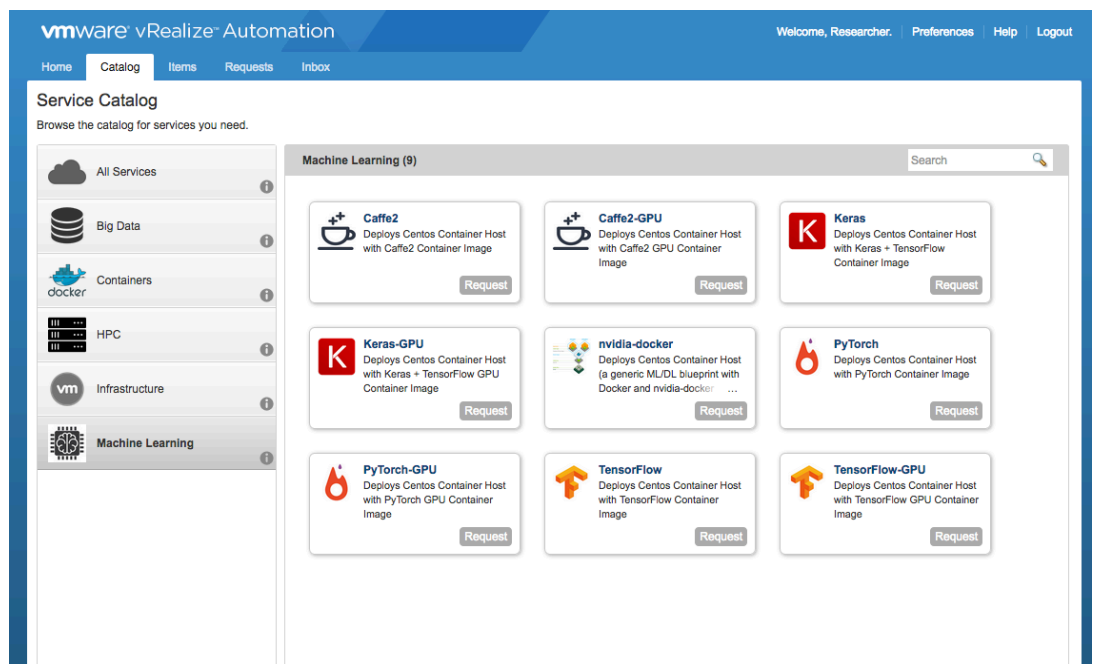 vmware® vRealize™ Automation
Welcome, Researcher. Preferences Help Logout
Home Catalog Items Requests Inbox
Service Catalog
Browse the catalog for services you need.
All Services
Big Data
docker Containers
HPC
vm Infrastructure
Machine Learning
Machine Learning (9)
Search
Caffe2
Deploys Centos Container Host
with Caffe2 Container Image
Request
Caffe2-GPU
Deploys Centos Container Host
with Caffe2 GPU Container
Image
Request
K
Keras
Deploys Centos Container Host
with Keras + TensorFlow
Container Image
Request
K
Keras-GPU
Deploys Centos Container Host
with Keras + TensorFlow GPU
Container Image
Request
nvidia-docker
Deploys Centos Container Host
(a generic ML/DL blueprint with
Docker and nvidia-docker ...
Request
PyTorch
Deploys Centos Container Host
with PyTorch Container Image
Request
PyTorch-GPU
Deploys Centos Container Host
with PyTorch GPU Container
Image
Request
TensorFlow
Deploys Centos Container Host
with TensorFlow Container
Image
Request
TensorFlow-GPU
Deploys Centos Container Host
with TensorFlow GPU Container
Image
Request